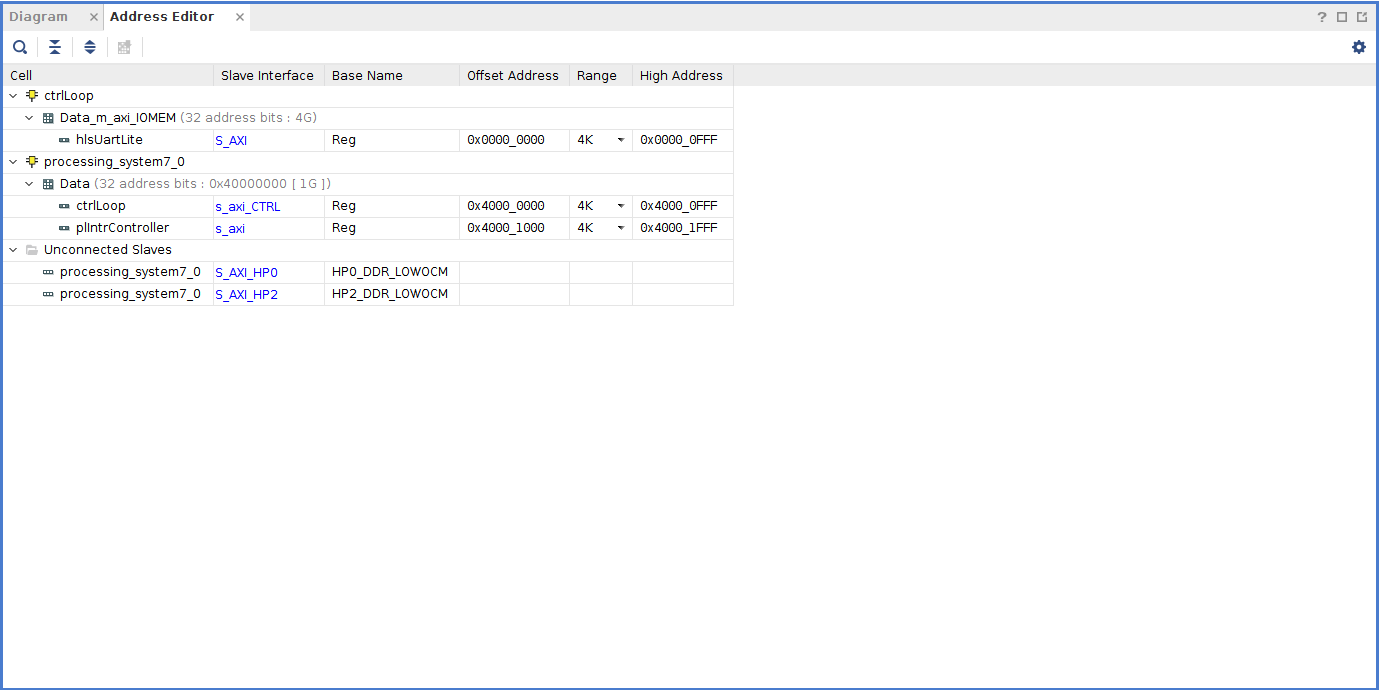 Diagram Address Editor ?
Cell Slave Interface Base Name Offset Address Range High Address
ctrlLoop
Data_m_axi_IOMEM (32 address bits : 4G)
hlsUartLite S_AXI Reg 0x0000_0000 4K 0x0000_0FFF
processing_system7_0
Data (32 address bits : 0x40000000 [ 1G ])
ctrlLoop s_axi_CTRL Reg 0x4000_0000 4K 0x4000_0FFF
plIntrController s_axi Reg 0x4000_1000 4K 0x4000_1FFF
Unconnected Slaves
processing_system7_0 S_AXI_HP0 HP0_DDR_LOWOCM
processing_system7_0 S_AXI_HP2 HP2_DDR_LOWOCM